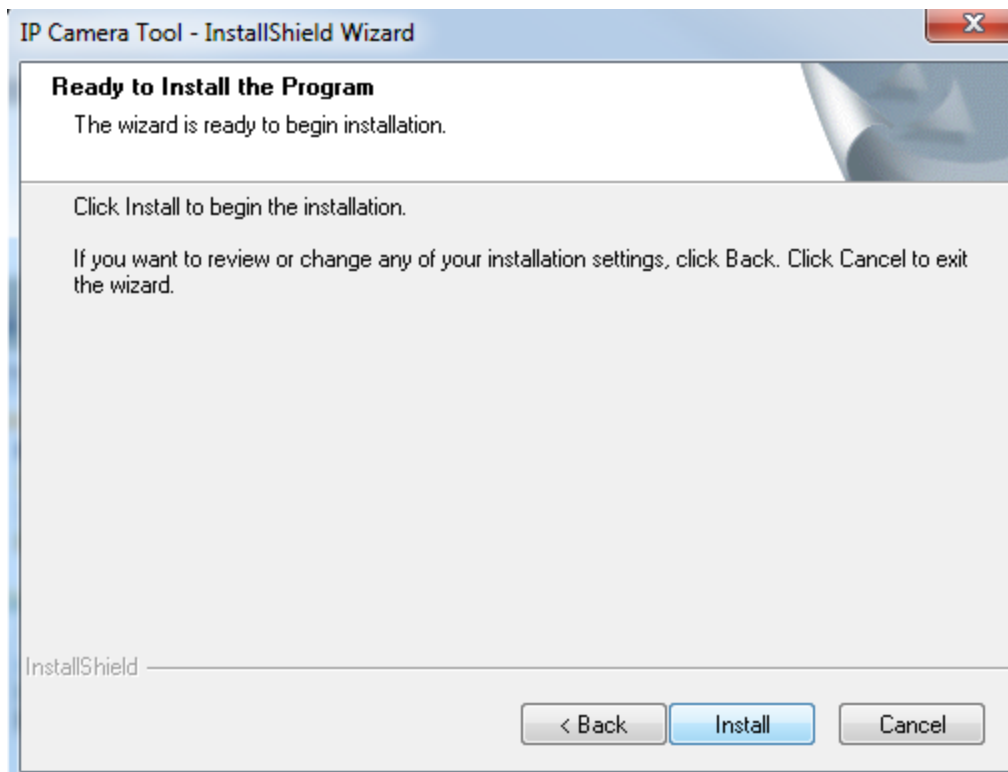 IP Camera Tool - InstallShield Wizard
Ready to Install the Program
The wizard is ready to begin installation.
Click Install to begin the installation.
If you want to review or change any of your installation settings, click Back. Click Cancel to exit
the wizard.
InstallShield
< Back
Install
Cancel